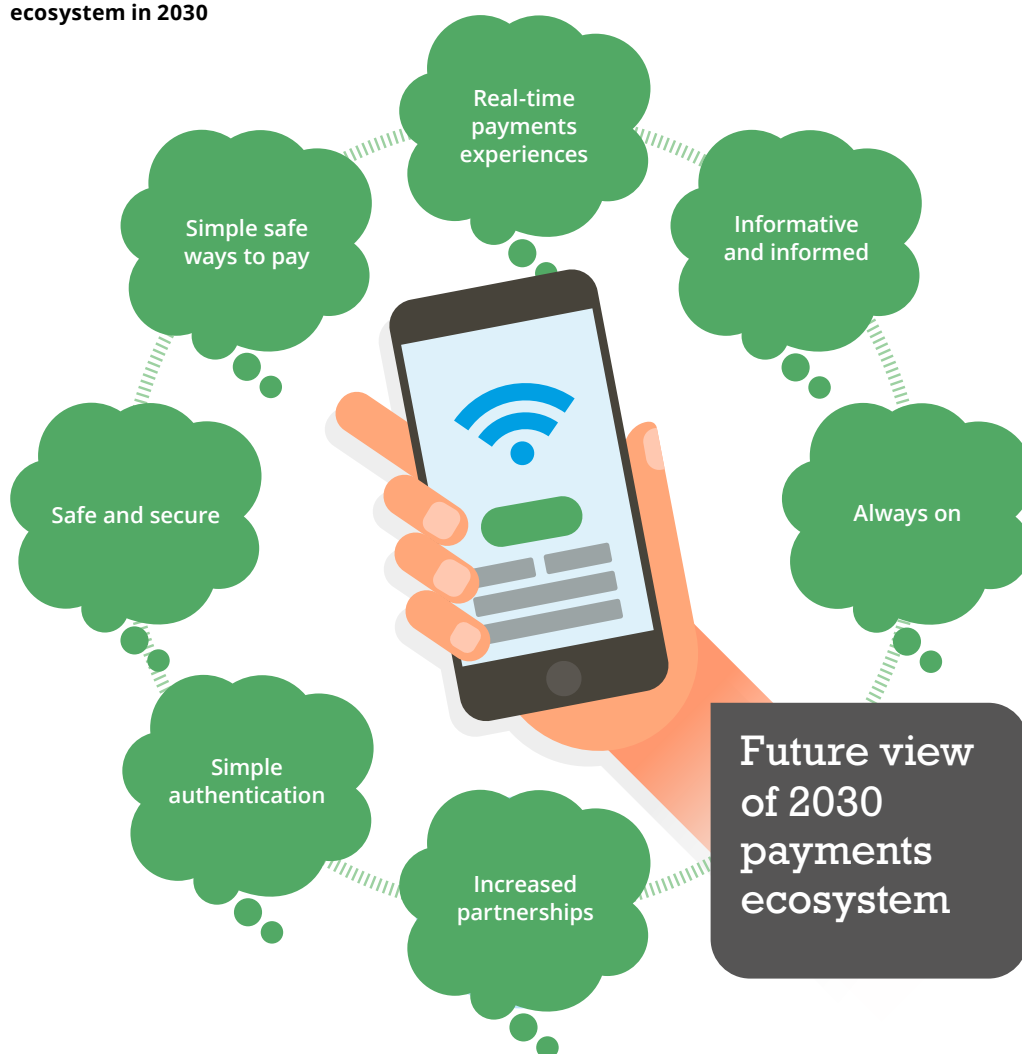 ecosystem in 2030
Real-time
payments
experiences
Simple safe
ways to pay
Informative
and informed
Safe and secure
Always on
Simple
authentication
Increased
partnerships
Future view
of 2030
payments
ecosystem